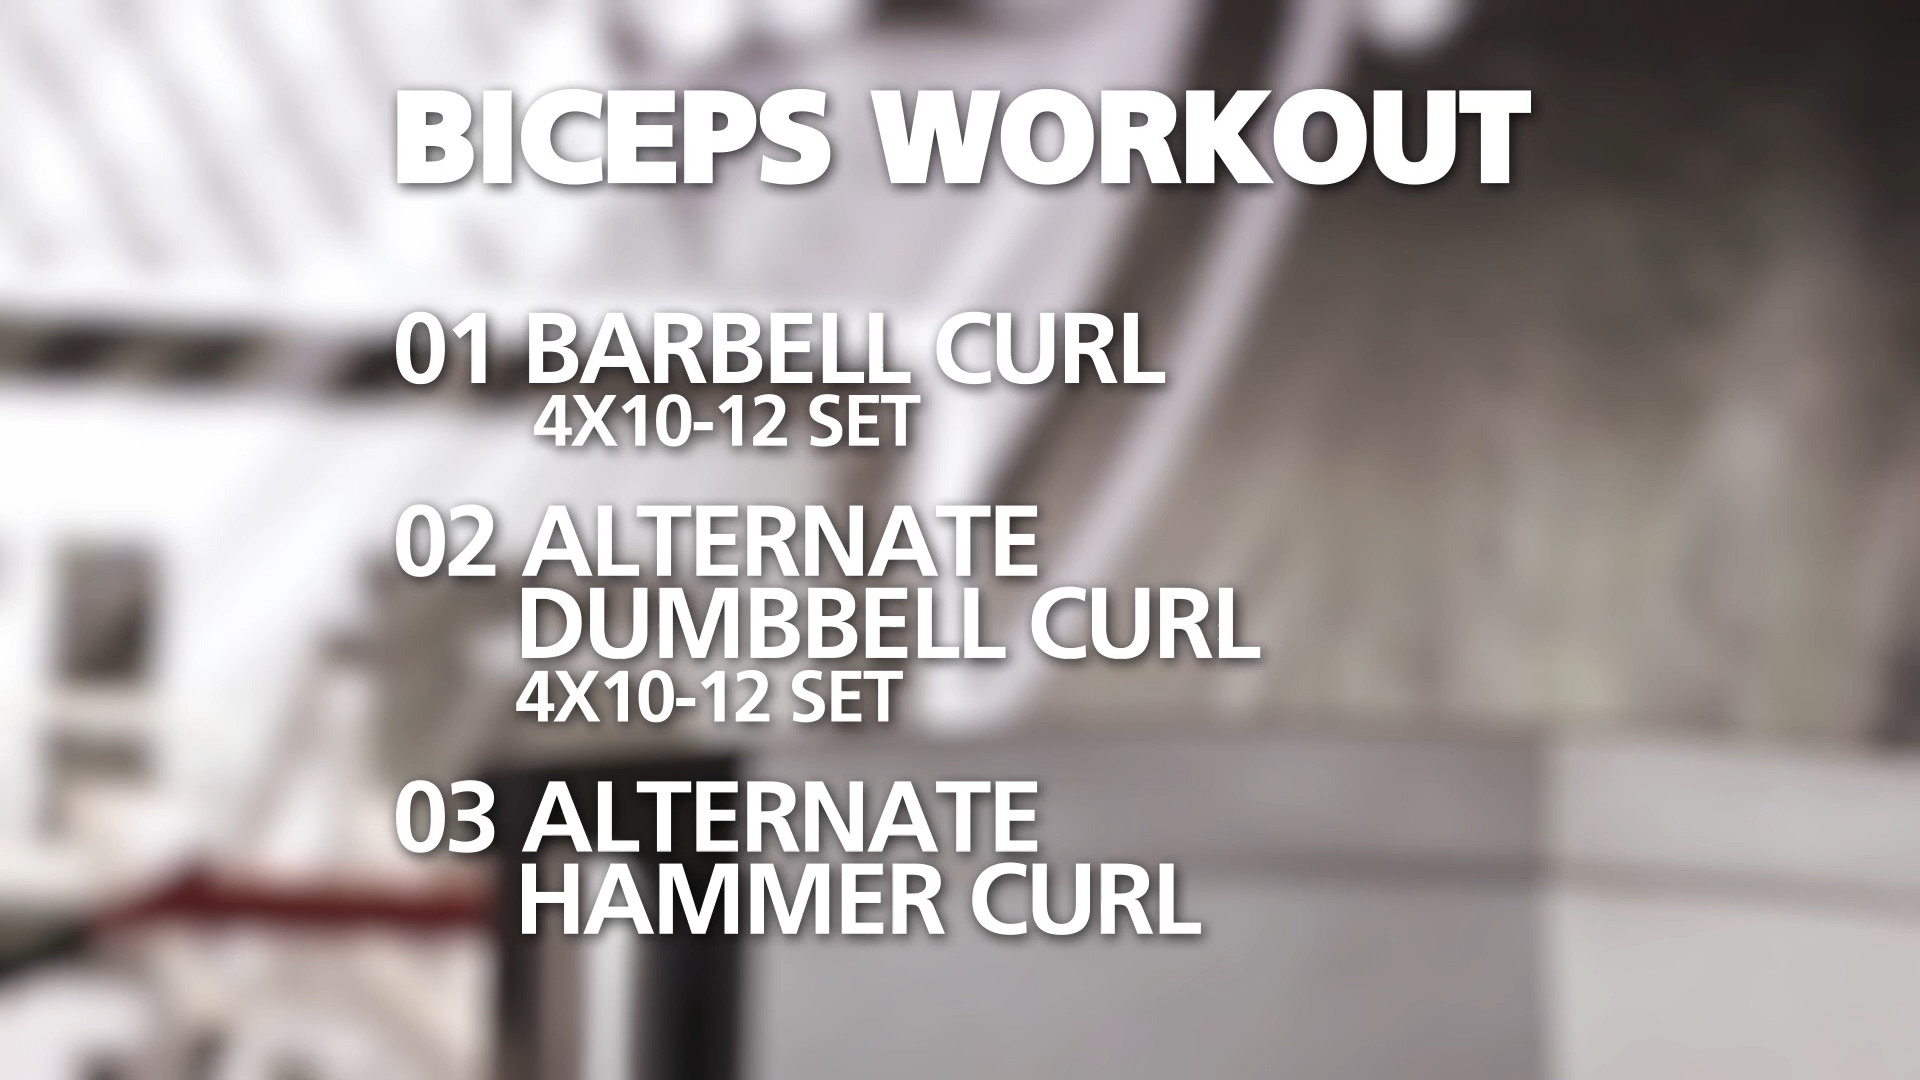 BICEPS WORKOUT
01 BARBELL CURL
4X10-12 SET
02 ALTERNATE
DUMBBELL CURL
4X10-12 SET
03 ALTERNATE
HAMMER CURL